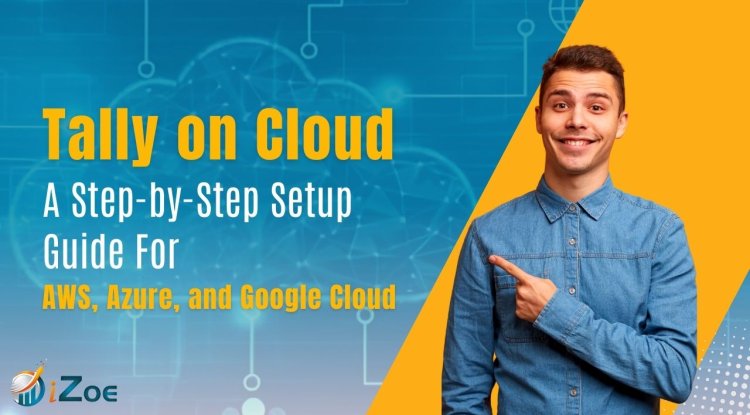 Tally on Cloud
A Step-by-Step Setup
Guide For
AWS, Azure, and Google Cloud
iZoe